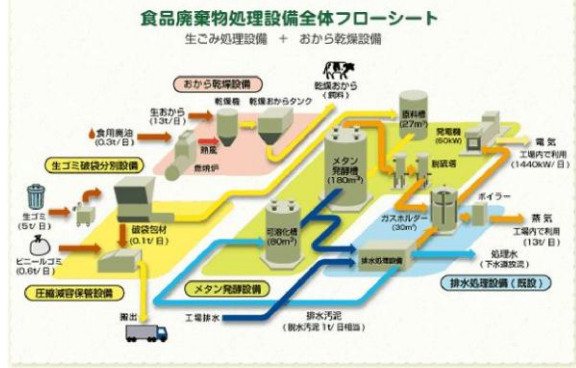 食品廃棄物処理設備全体フローシート
生ごみ処理設備 + おから乾燥設備
おから乾燥設備
乾燥おから
(飼料)
生おから
(13t/日)
乾燥機
乾燥おからタンク
食用廃油
(0.3t/日)
熱風
燃焼炉
原料槽
(27m³)
発電機
(60kW)
電気
工場内で利用
(1440kW/日)
生ゴミ破袋分別設備
メタン
発酵槽
(180m³)
脱硫塔
生ゴミ
(5t/日)
破袋包材
(0.1t/日)
可溶化槽
(80m³)
ガスホルダー
(30m³)
ボイラー
蒸気
工場内で利用
(13t/日)
ビニールゴミ
(0.6t/日)
排水処理設備
処理水
(下水道放流)
圧縮減容保管設備
メタン発酵設備
排水処理設備(既設)
搬出
工場排水
排水汚泥
(脱水汚泥1t/日相当)